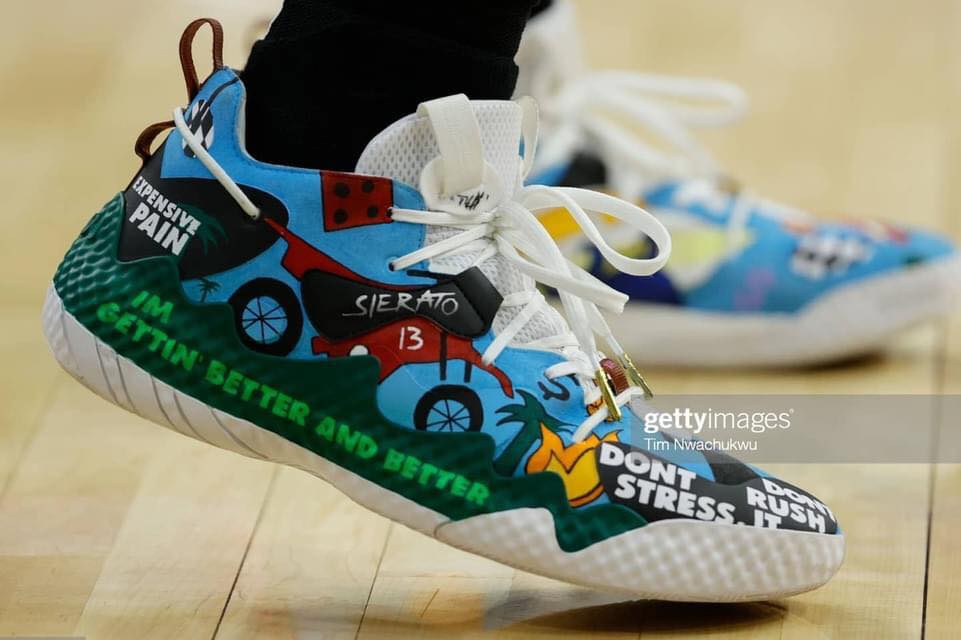 EXPENSIVE
PAIN
SIERATO
13
IM
GETTIN' BETTER AND BETTER
DONT
STRESS.
DON'T
RUSH
IT
gettyimages®
Tim Nwachukwu